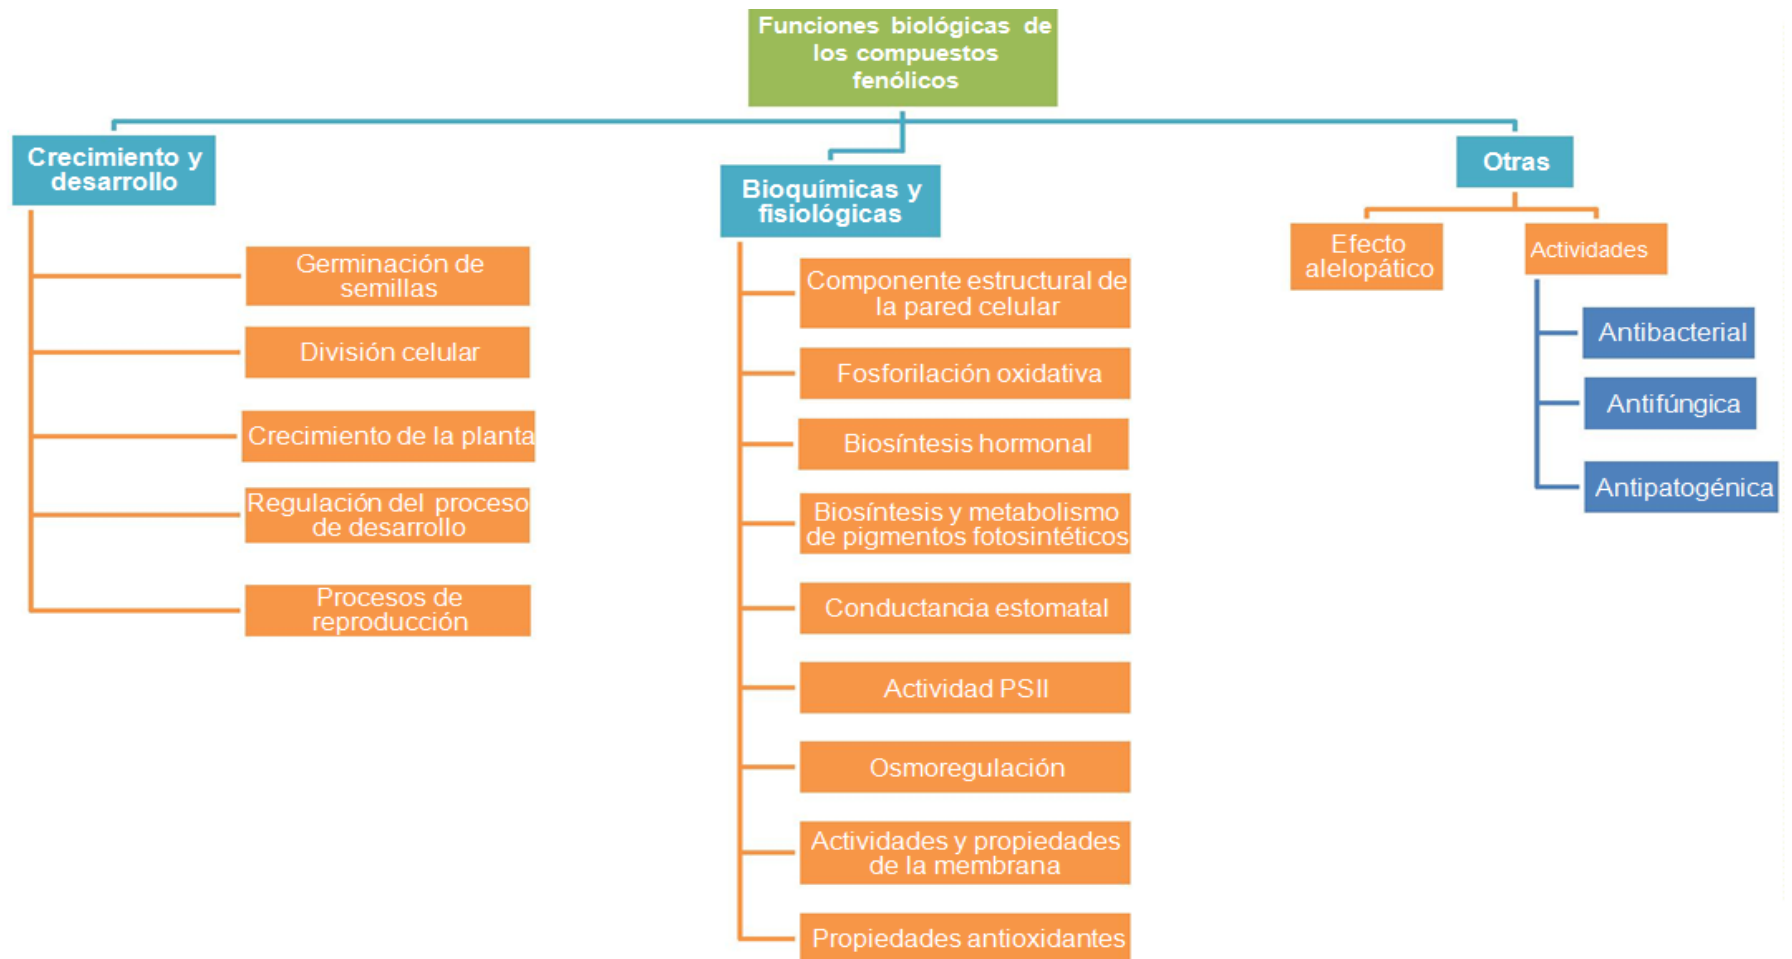 Funciones biológicas de
los compuestos
fenólicos
Crecimiento y
desarrollo
Germinación de
semillas
División celular
Crecimiento de la planta
Regulación del proceso
de desarrollo
Procesos de
reproducción
Bioquímicas y
fisiológicas
Componente estructural de
la pared celular
Fosforilación oxidativa
Biosíntesis hormonal
Biosíntesis y metabolismo
de pigmentos fotosintéticos
Conductancia estomatal
Actividad PSII
Osmoregulación
Actividades y propiedades
de la membrana
Propiedades antioxidantes
Otras
Efecto
alelopático
Actividades
Antibacterial
Antifúngica
Antipatogénica